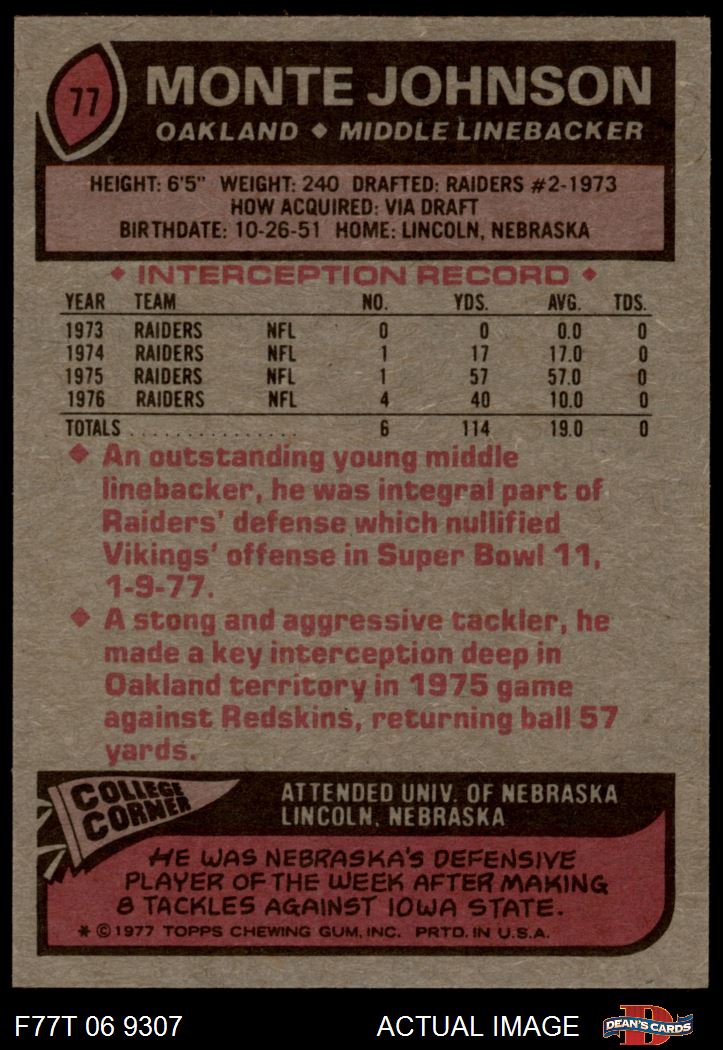 77
MONTE JOHNSON
OAKLAND ◆ MIDDLE LINEBACKER
HEIGHT: 6'5" WEIGHT: 240 DRAFTED: RAIDERS #2-1973
HOW ACQUIRED: VIA DRAFT
BIRTHDATE: 10-26-51 HOME: LINCOLN, NEBRASKA
◆ INTERCEPTION RECORD ◆
YEAR TEAM NO. YDS. AVG. TDS.
1973 RAIDERS NFL 0 0 0.0 0
1974 RAIDERS NFL 1 17 17.0 0
1975 RAIDERS NFL 1 57 57.0 0
1976 RAIDERS NFL 4 40 10.0 0
TOTALS . . . . . . . . . . . . . . . 6 114 19.0 0
◆ An outstanding young middle
linebacker, he was integral part of
Raiders' defense which nullified
Vikings' offense in Super Bowl 11,
1-9-77.
◆ A stong and aggressive tackler, he
made a key interception deep in
Oakland territory in 1975 game
against Redskins, returning ball 57
yards.
COLLEGE
CORNER
ATTENDED UNIV. OF NEBRASKA
LINCOLN, NEBRASKA
HE WAS NEBRASKA'S DEFENSIVE
PLAYER OF THE WEEK AFTER MAKING
8 TACKLES AGAINST IOWA STATE.
* © 1977 TOPPS CHEWING GUM, INC. PRTD. IN U.S.A.
F77T 06 9307 ACTUAL IMAGE
D
DEAN'S CARDS